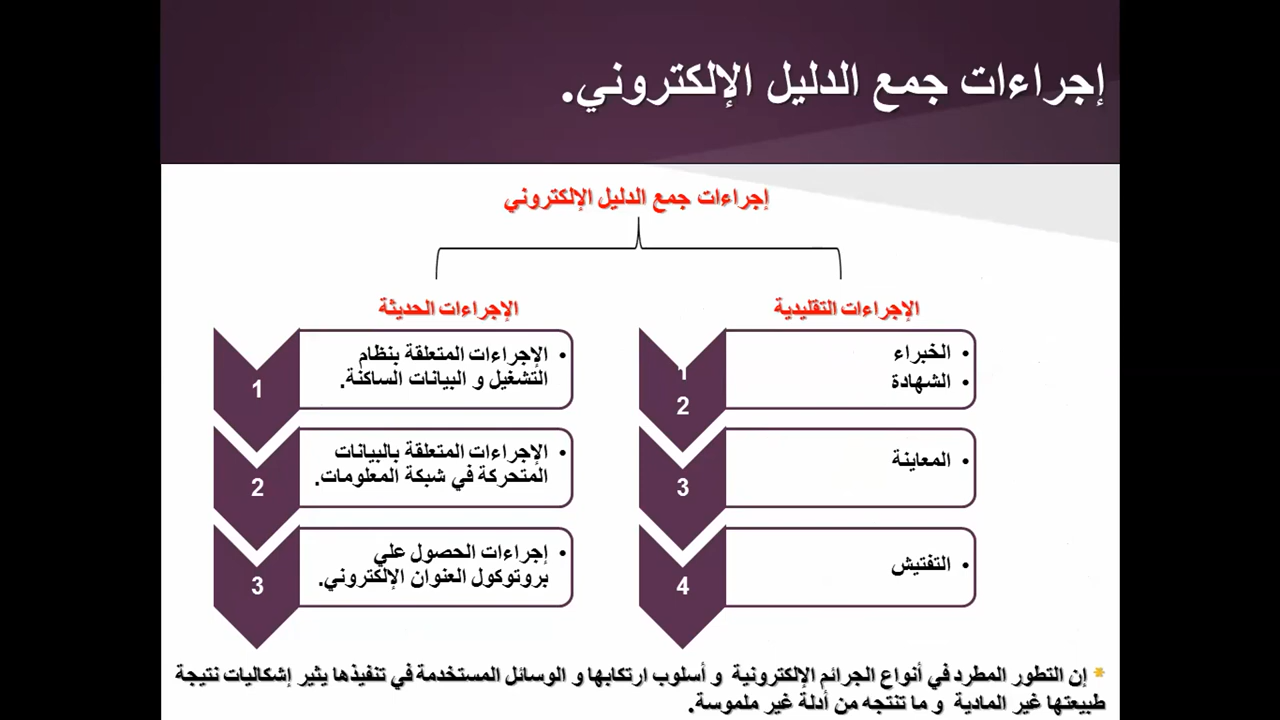 إجراءات جمع الدليل الإلكتروني.
إجراءات جمع الدليل الإلكتروني
الإجراءات التقليدية
1
• الخبراء
2
• الشهادة
3
• المعاينة
4
• التفتيش
الإجراءات الحديثة
1
• الإجراءات المتعلقة بنظام
التشغيل و البيانات الساكنة.
2
• الإجراءات المتعلقة بالبيانات
المتحركة في شبكة المعلومات.
3
• إجراءات الحصول علي
بروتوكول العنوان الإلكتروني.
* إن التطور المطرد في أنواع الجرائم الإلكترونية و أسلوب ارتكابها و الوسائل المستخدمة في تنفيذها يثير إشكاليات نتيجة
طبيعتها غير المادية و ما تنتجه من أدلة غير ملموسة.